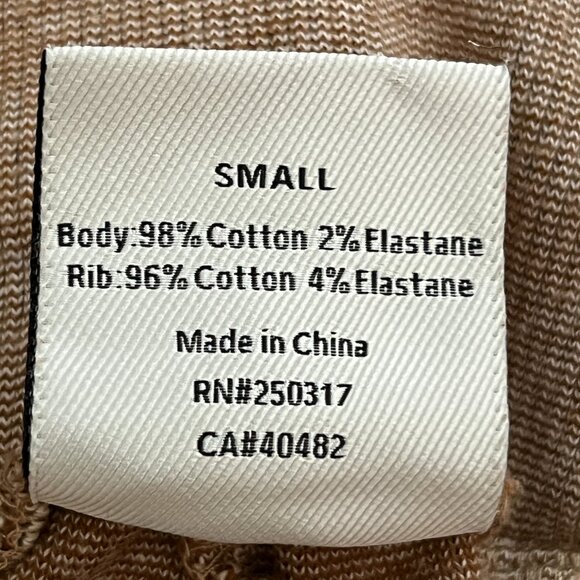 SMALL
Body:98% Cotton 2% Elastane
Rib:96% Cotton 4% Elastane
Made in China
RN#250317
CA#40482